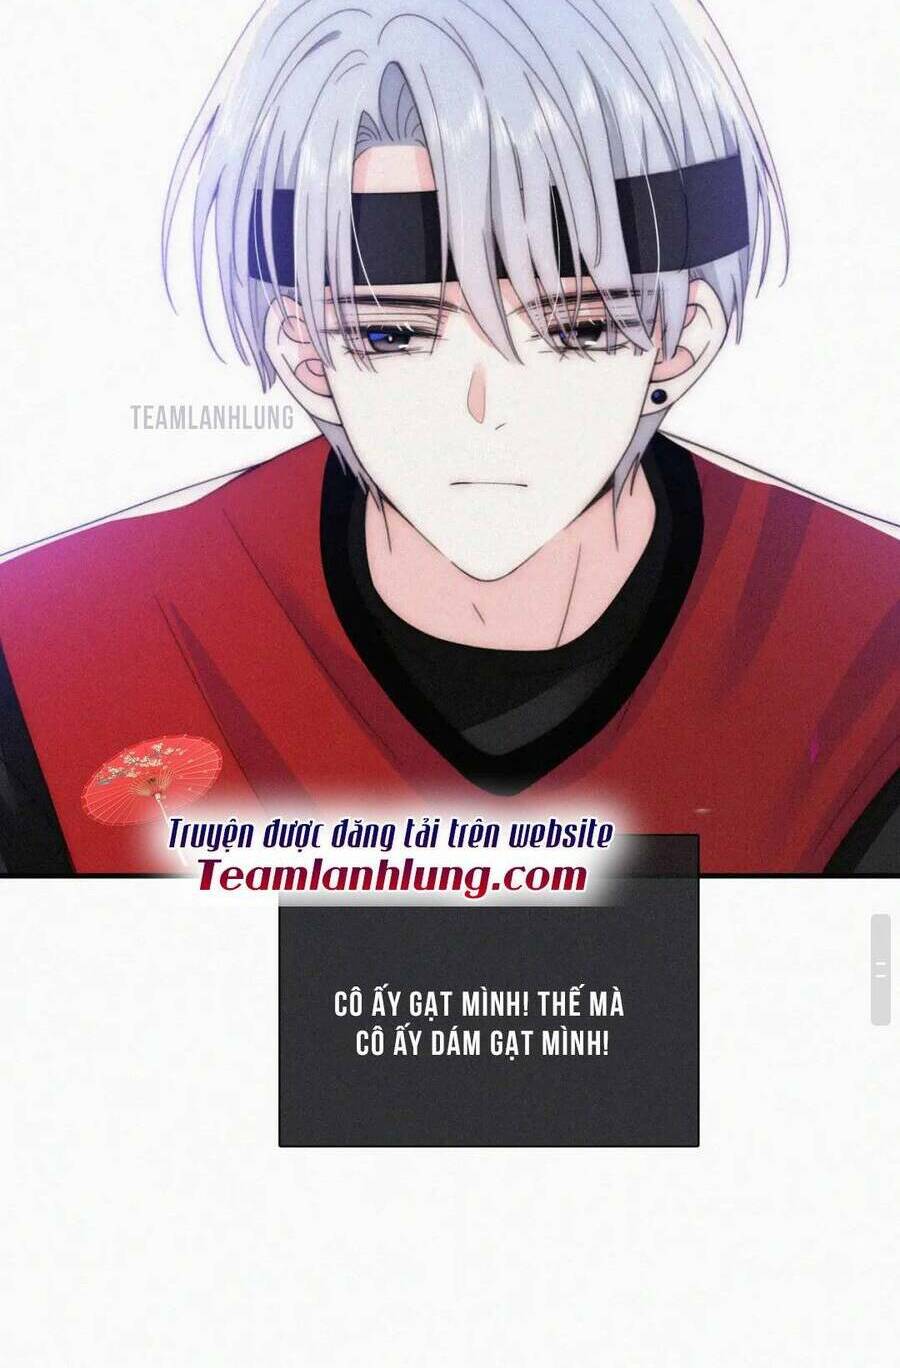 TEAMLANHLUNG
Truyện được đăng tải trên website
Teamlanhlung.com
CÔ ẤY GẠT MÌNH! THẾ MÀ
CÔ ẤY DÁM GẠT MÌNH!